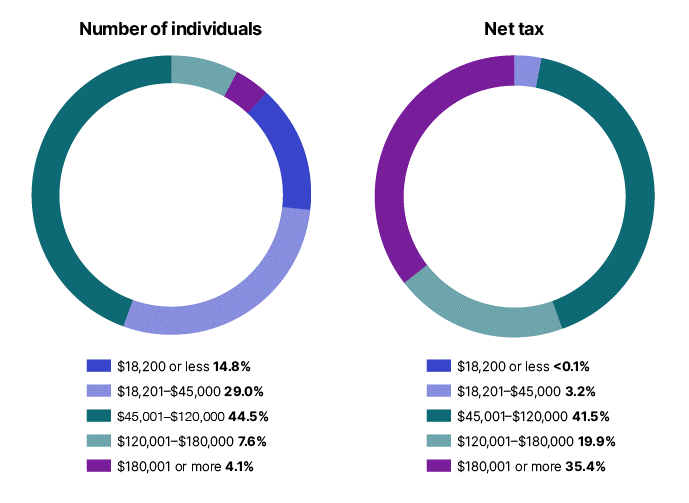 Number of individuals
$18,200 or less 14.8%
$18,201–$45,000 29.0%
$45,001–$120,000 44.5%
$120,001–$180,000 7.6%
$180,001 or more 4.1%
Net tax
$18,200 or less <0.1%
$18,201–$45,000 3.2%
$45,001–$120,000 41.5%
$120,001–$180,000 19.9%
$180,001 or more 35.4%